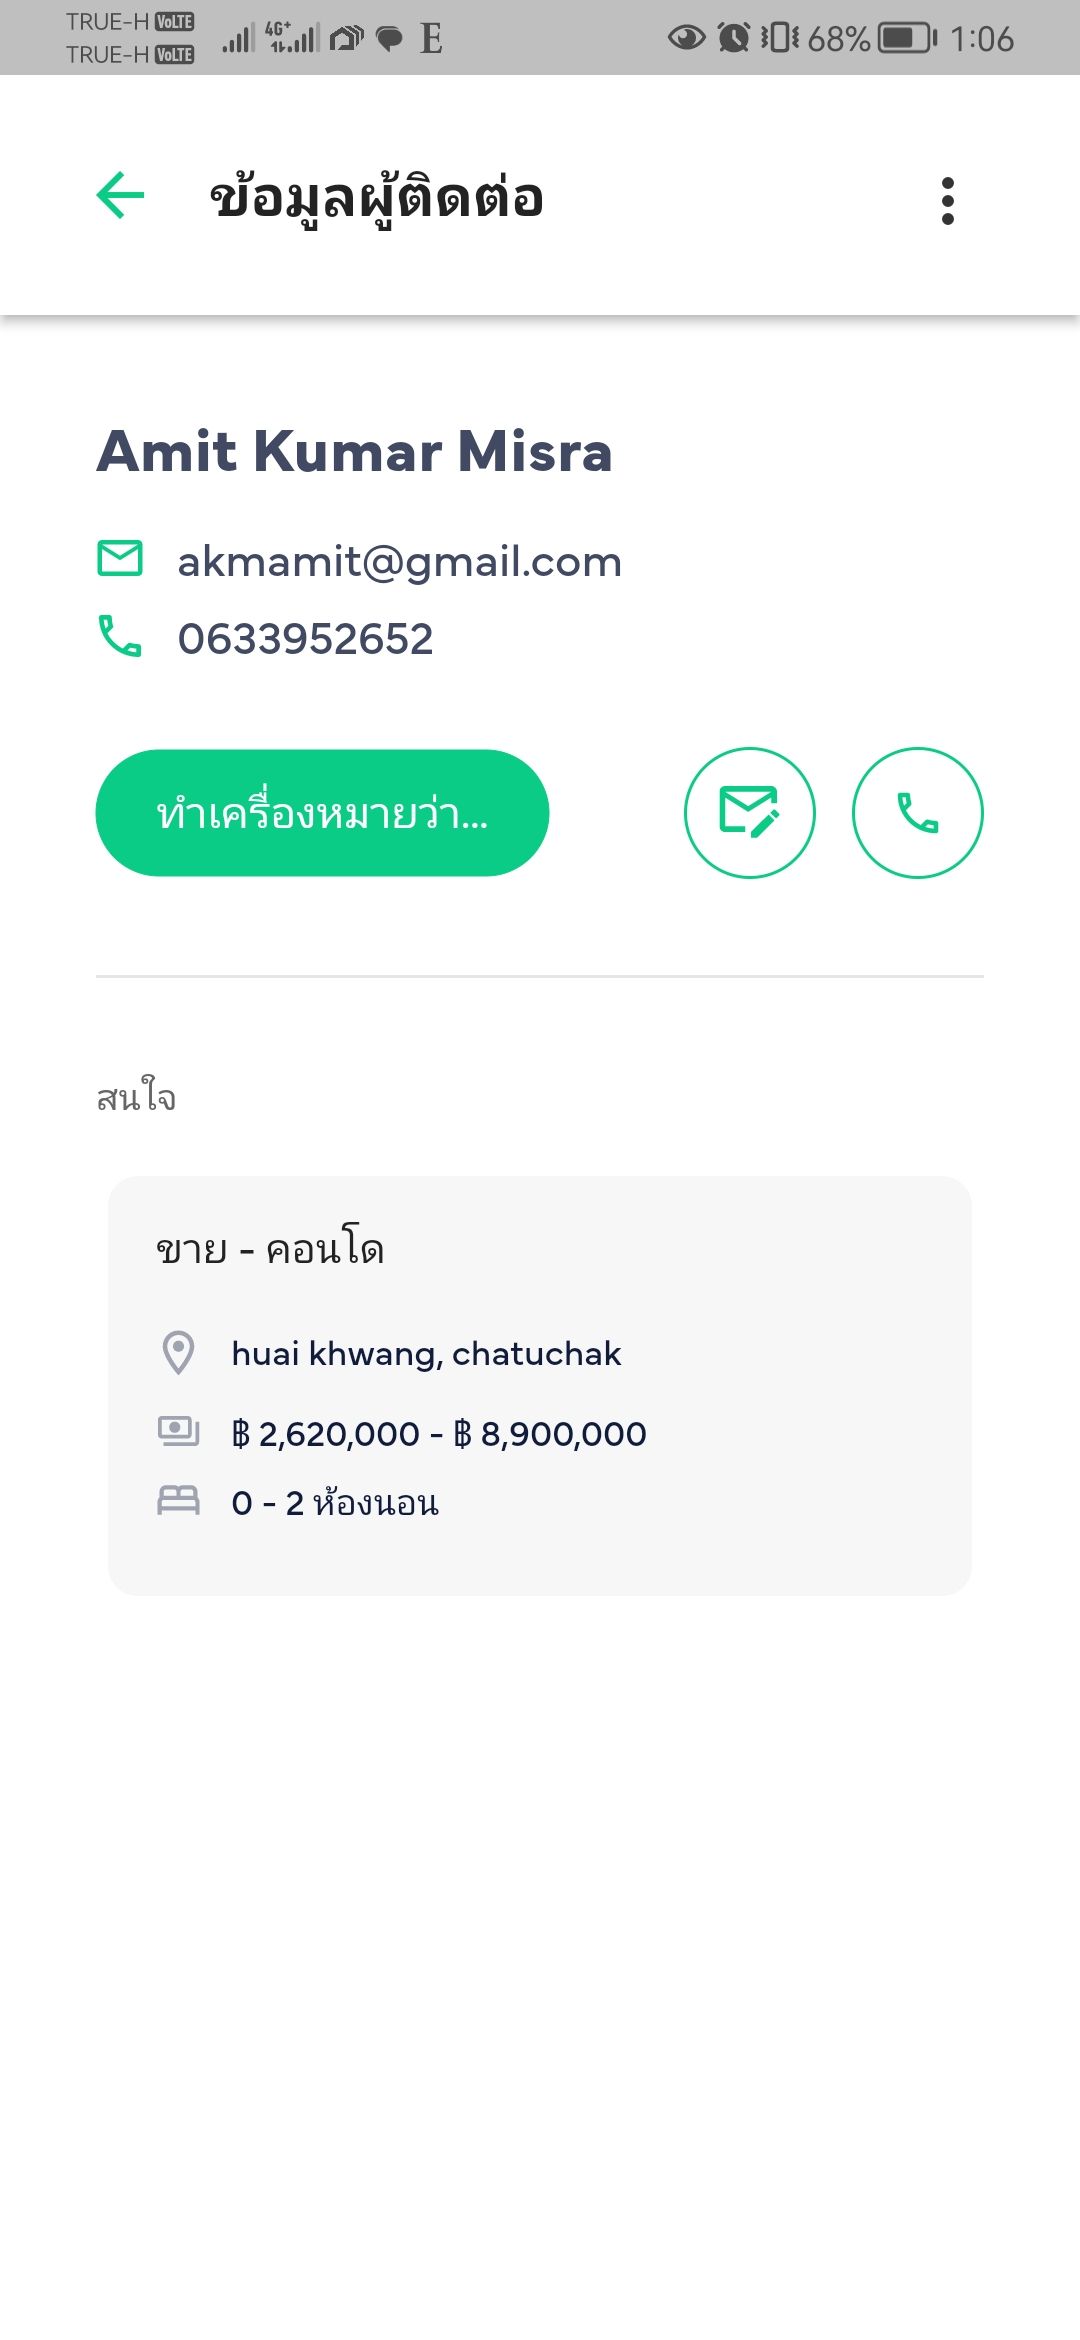 TRUE-H VoLTE
TRUE-H VoLTE
4G+
E
68%
1:06
ข้อมูลผู้ติดต่อ
Amit Kumar Misra
akmamit@gmail.com
0633952652
ทำเครื่องหมายว่า...
สนใจ
ขาย - คอนโด
huai khwang, chatuchak
฿ 2,620,000 - ฿ 8,900,000
0 - 2 ห้องนอน